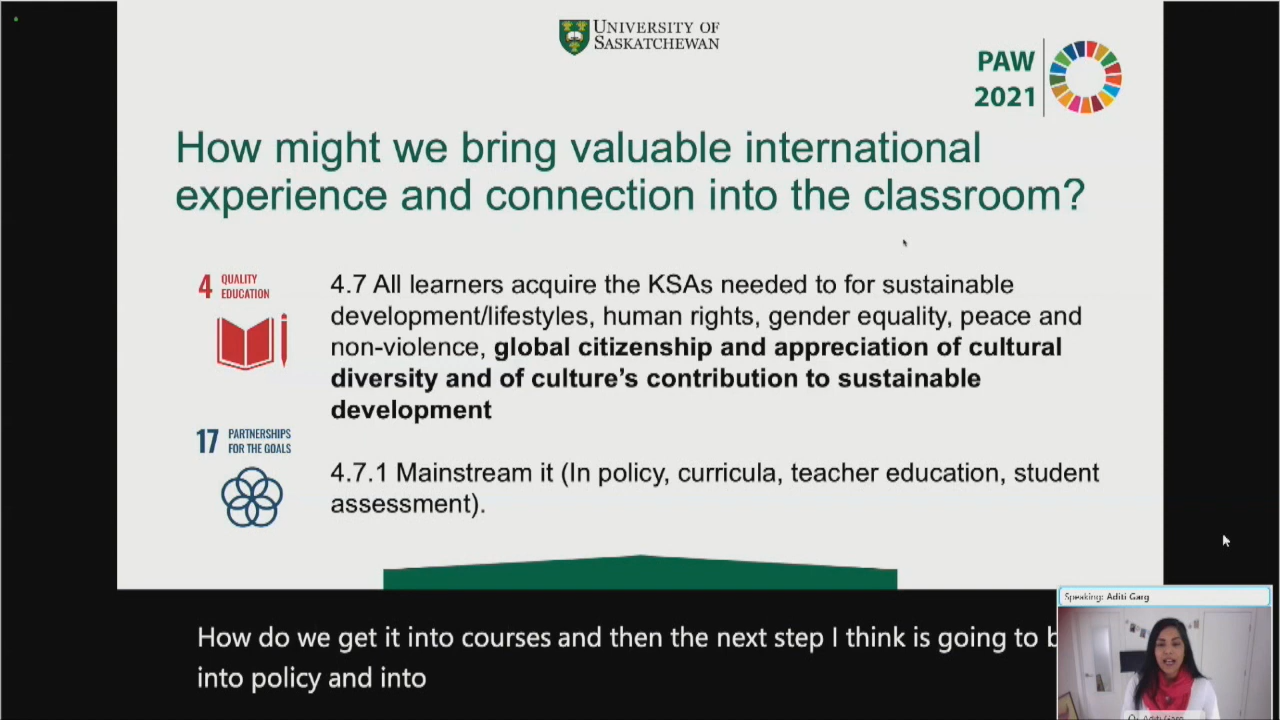 UNIVERSITY OF
SASKATCHEWAN
PAW
2021
How might we bring valuable international
experience and connection into the classroom?
4 QUALITY
EDUCATION
4.7 All learners acquire the KSAs needed to for sustainable
development/lifestyles, human rights, gender equality, peace and
non-violence, global citizenship and appreciation of cultural
diversity and of culture's contribution to sustainable
development
17 PARTNERSHIPS
FOR THE GOALS
4.7.1 Mainstream it (In policy, curricula, teacher education, student
assessment).
Speaking: Aditi Garg
How do we get it into courses and then the next step I think is going to
into policy and into
Aditi Garg